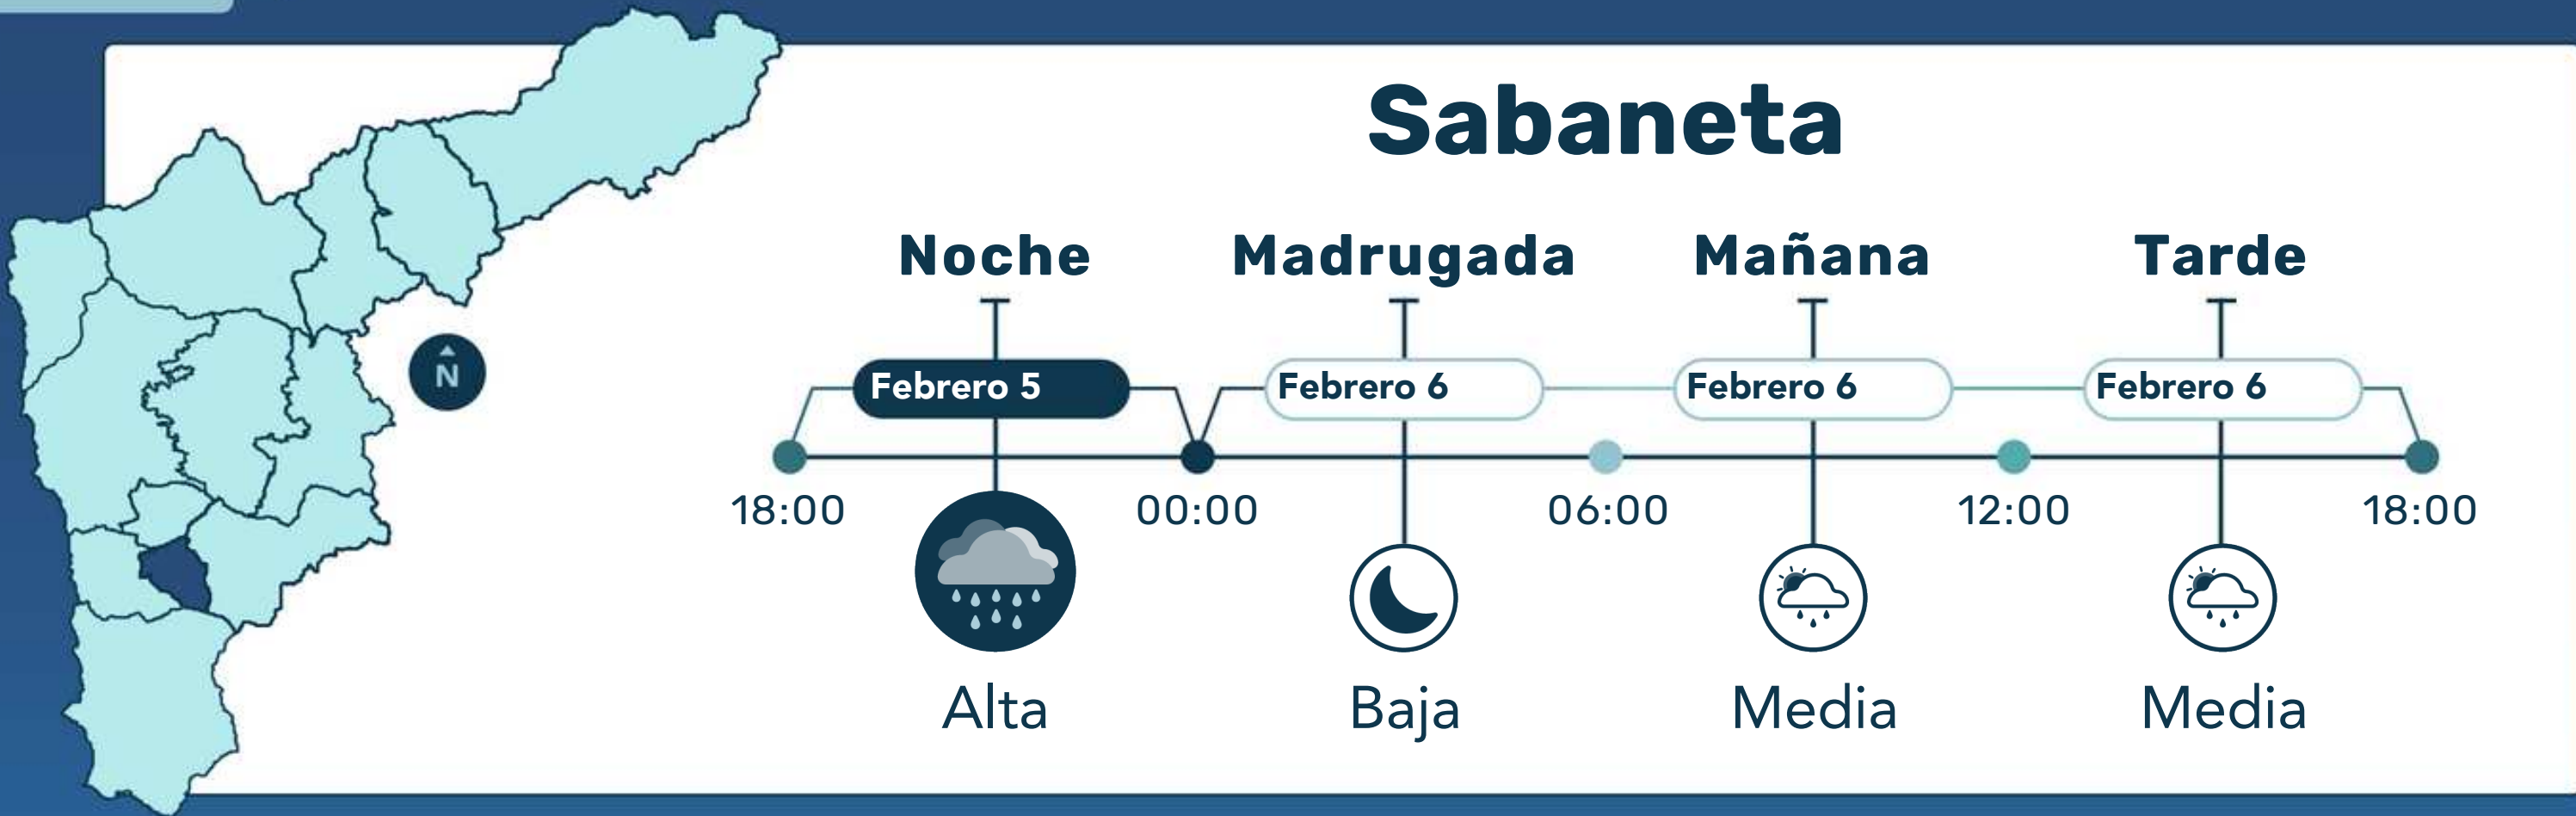 Sabaneta
Noche Madrugada Mañana Tarde
Febrero 5 Febrero 6 Febrero 6 Febrero 6
N
18:00 00:00 06:00 12:00 18:00
Alta Baja Media Media